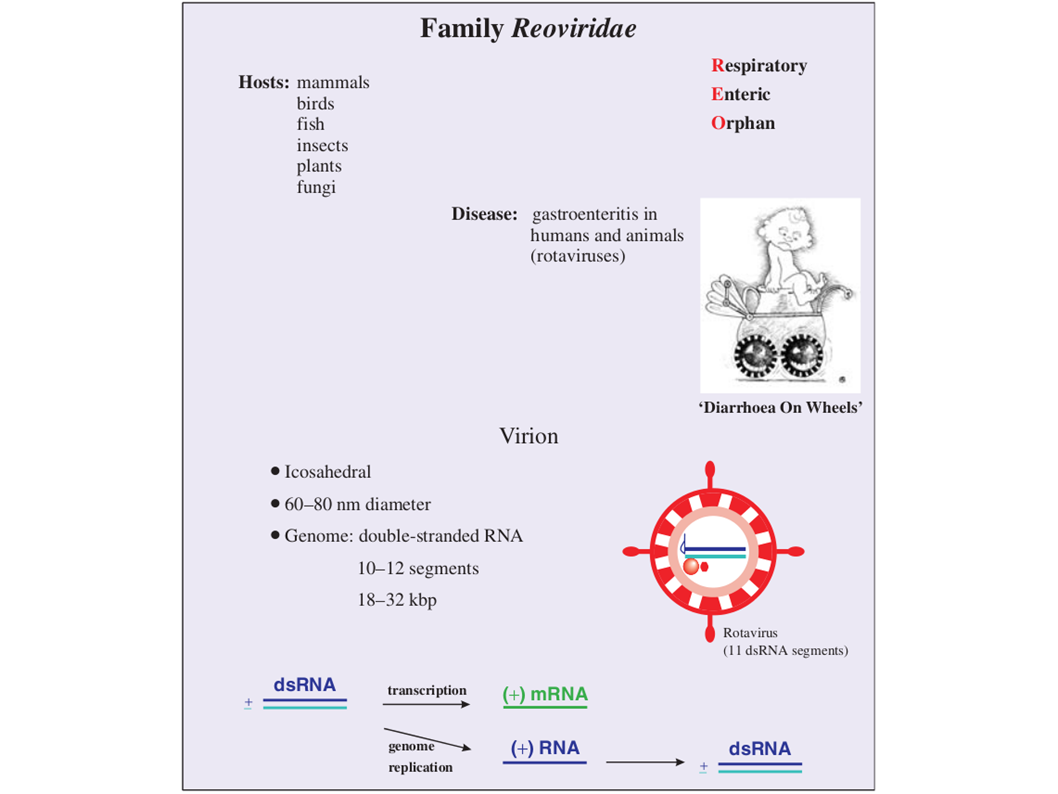 Family Reoviridae
Respiratory
Enteric
Orphan
Hosts: mammals
birds
fish
insects
plants
fungi
Disease: gastroenteritis in
humans and animals
(rotaviruses)
‘Diarrhoea On Wheels’
Virion
● Icosahedral
● 60–80 nm diameter
● Genome: double-stranded RNA
10–12 segments
18–32 kbp
Rotavirus
(11 dsRNA segments)
± dsRNA
transcription
(+) mRNA
genome
replication
(+) RNA
± dsRNA